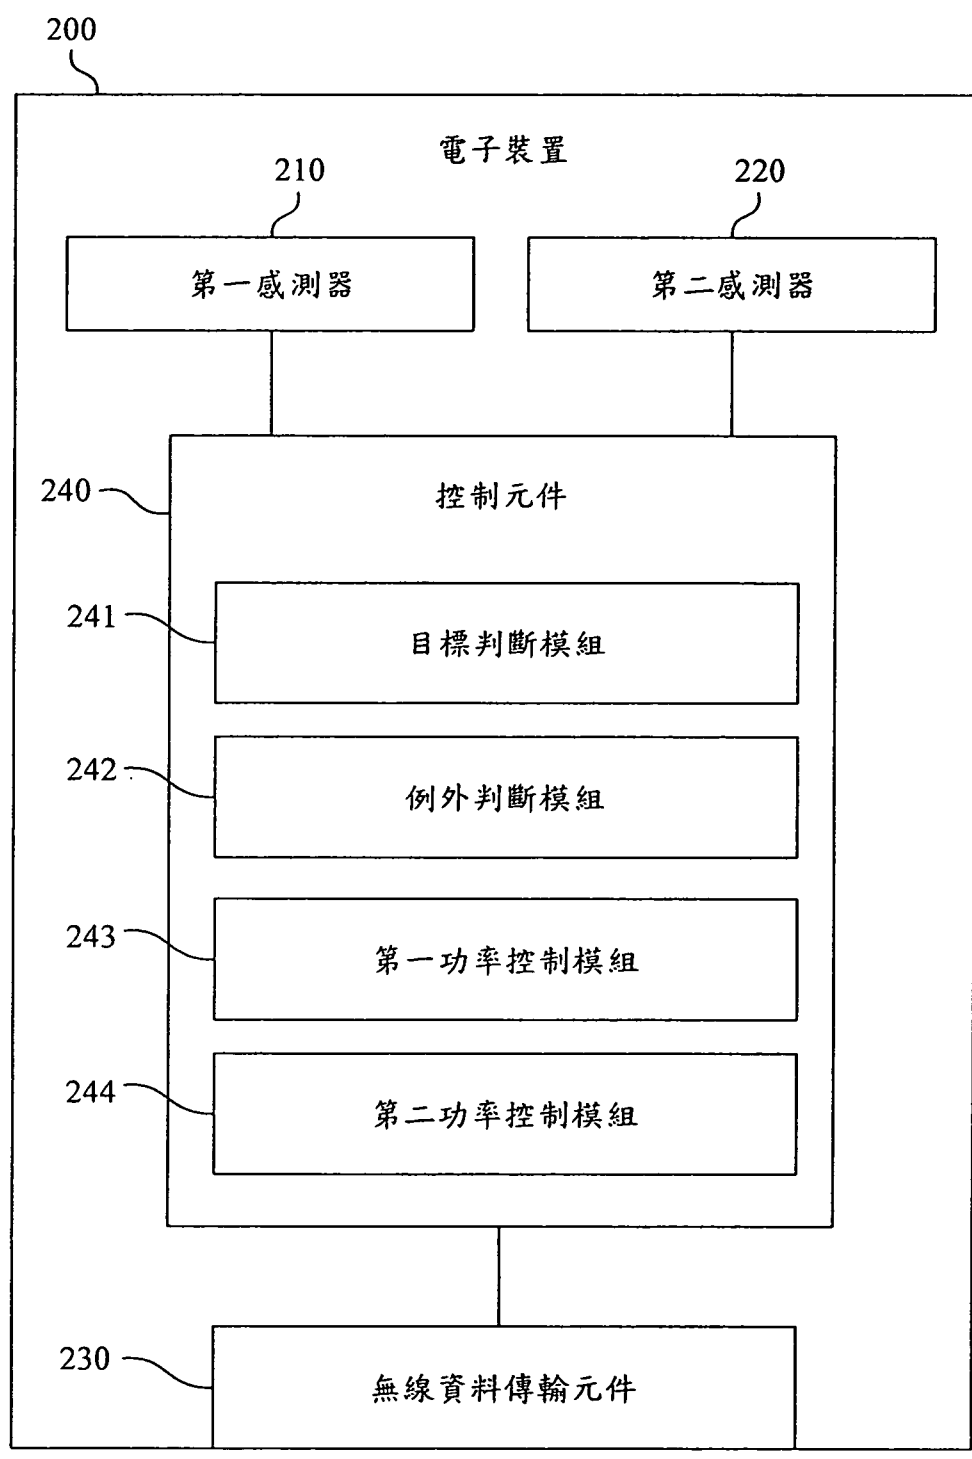 200
電子裝置
210
220
第一感測器
第二感測器
240
控制元件
241
目標判斷模組
242
例外判斷模組
243
第一功率控制模組
244
第二功率控制模組
230
無線資料傳輸元件